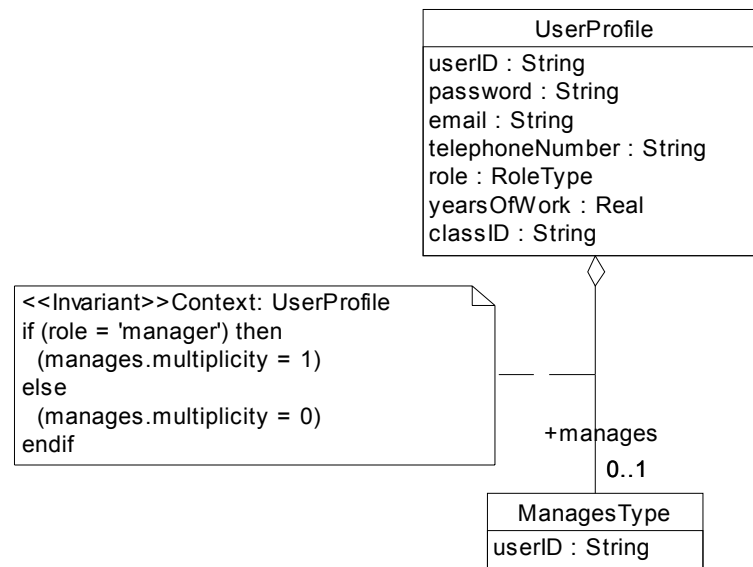 UserProfile
userID : String
password : String
email : String
telephoneNumber : String
role : RoleType
yearsOfWork : Real
classID : String
<<Invariant>>Context: UserProfile
if (role = 'manager') then
(manages.multiplicity = 1)
else
(manages.multiplicity = 0)
endif
+manages
0..1
ManagesType
userID : String